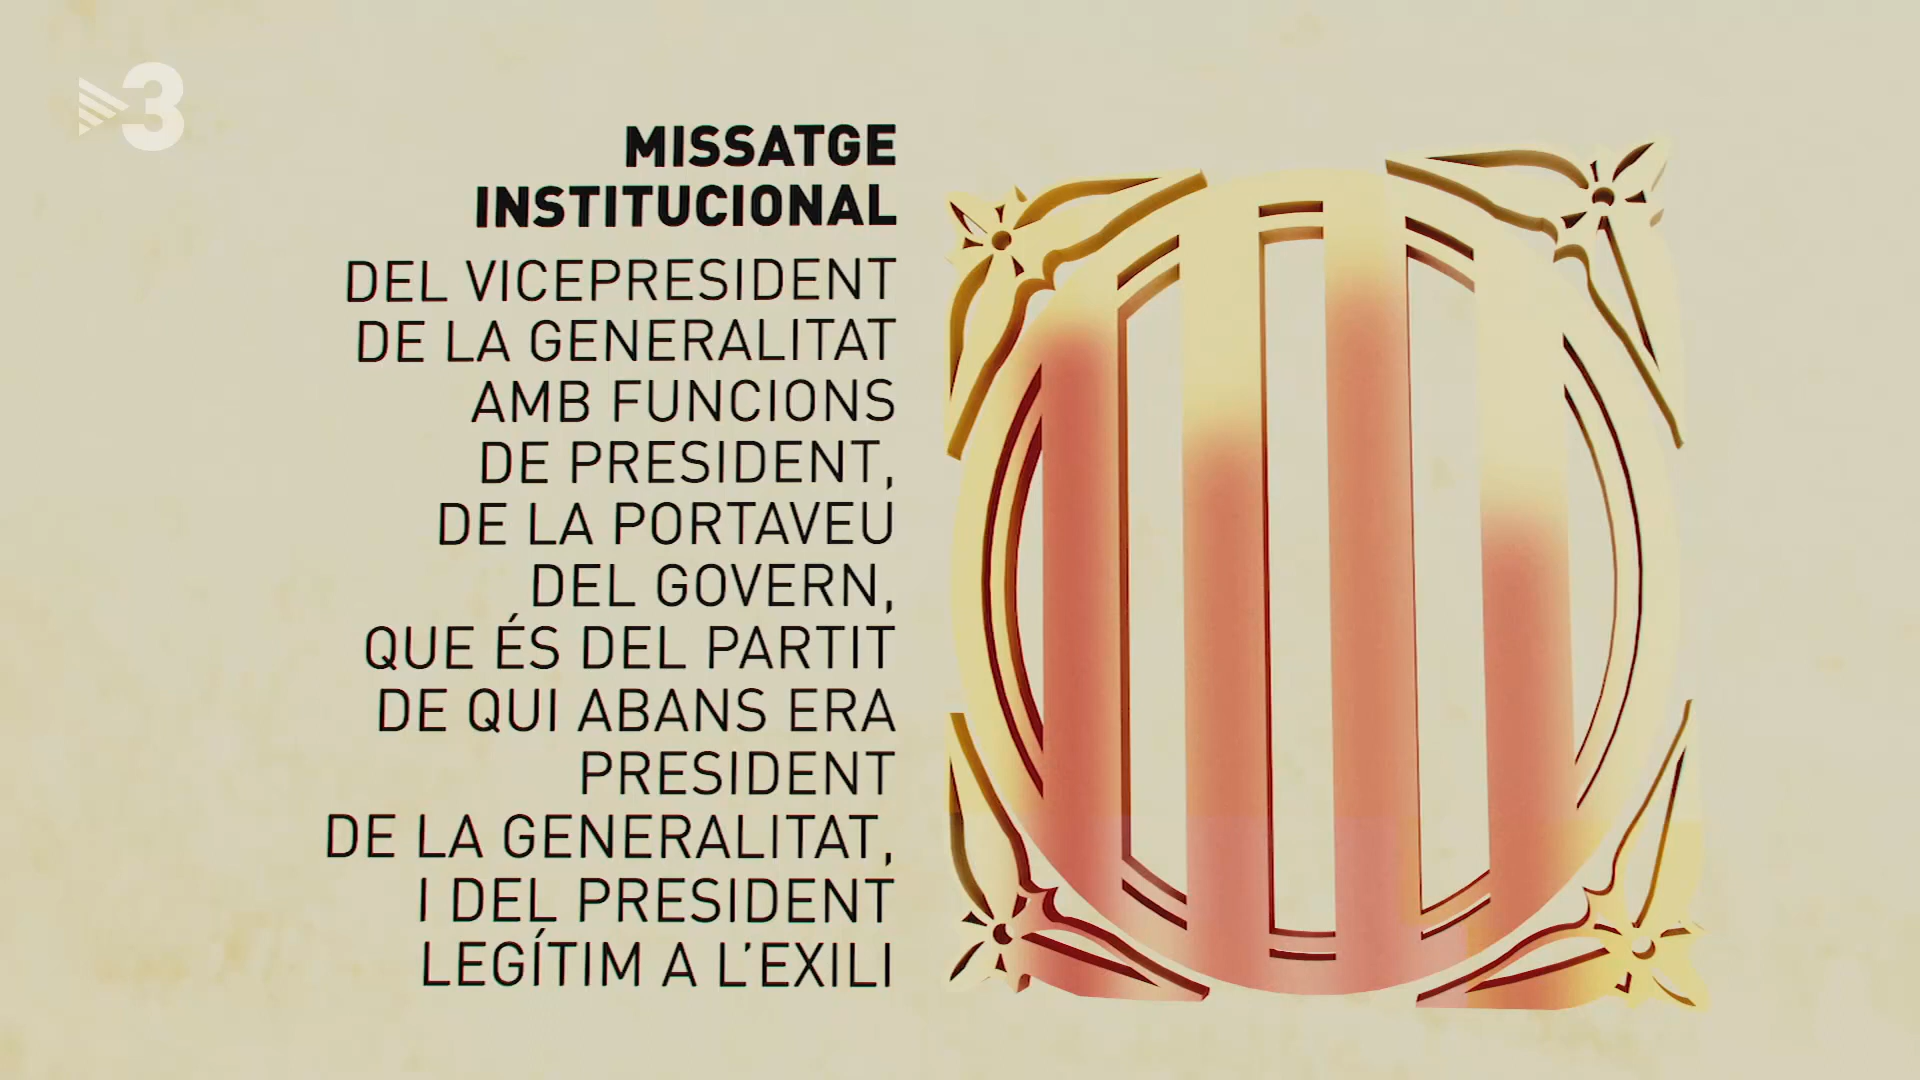 3
MISSATGE
INSTITUCIONAL
DEL VICEPRESIDENT
DE LA GENERALITAT
AMB FUNCIONS
DE PRESIDENT,
DE LA PORTAVEU
DEL GOVERN,
QUE ÉS DEL PARTIT
DE QUI ABANS ERA
PRESIDENT
DE LA GENERALITAT,
I DEL PRESIDENT
LEGÍTIM A L'EXILI